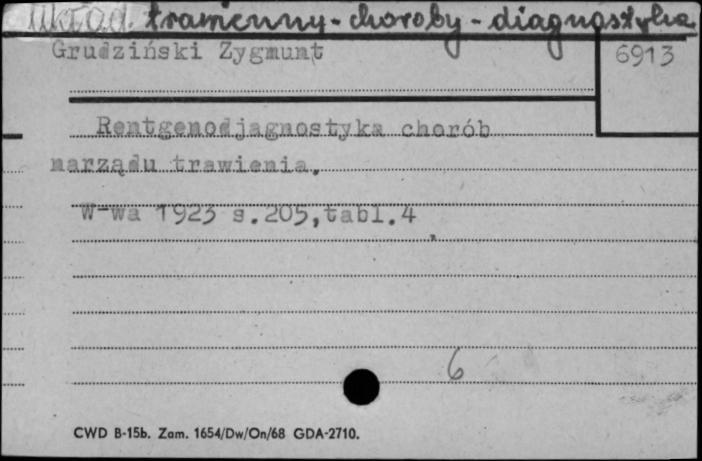 Układ. trawienny - choroby - diagnostyka
Grudziński Zygmunt
6913
Rentgenodjagnostyka chorób
narządu trawienia.
W-wa 1923 s.205,tabl.4
6
CWD B-15b. Zam. 1654/Dw/On/68 GDA-2710.